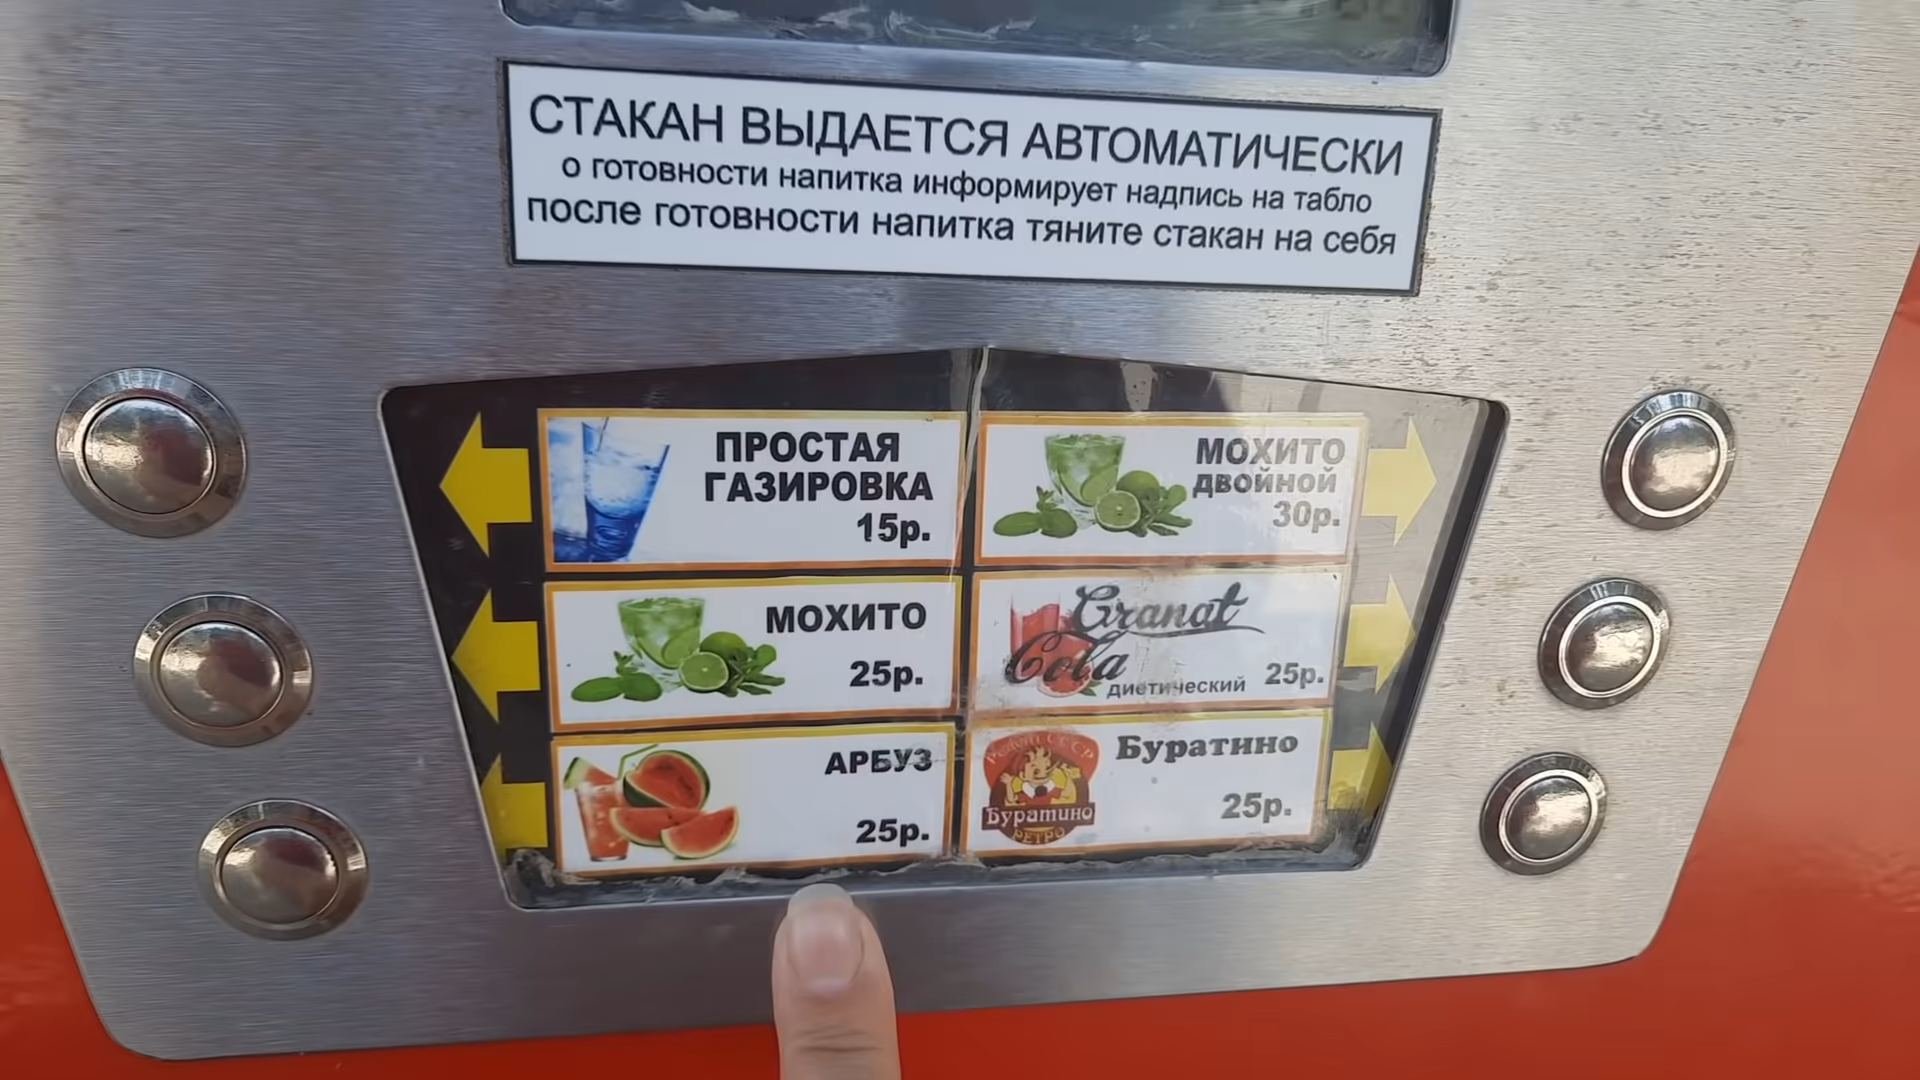 СТАКАН ВЫДАЕТСЯ АВТОМАТИЧЕСКИ
о готовности напитка информирует надпись на табло
после готовности напитка тяните стакан на себя
ПРОСТАЯ
ГАЗИРОВКА
15р.
МОХИТО
ДВОЙНОЙ
30р.
МОХИТО
25р.
Granat
Cola
диетический 25р.
АРБУЗ
25р.
Буратино
25р.
Буратино
РЕТРО